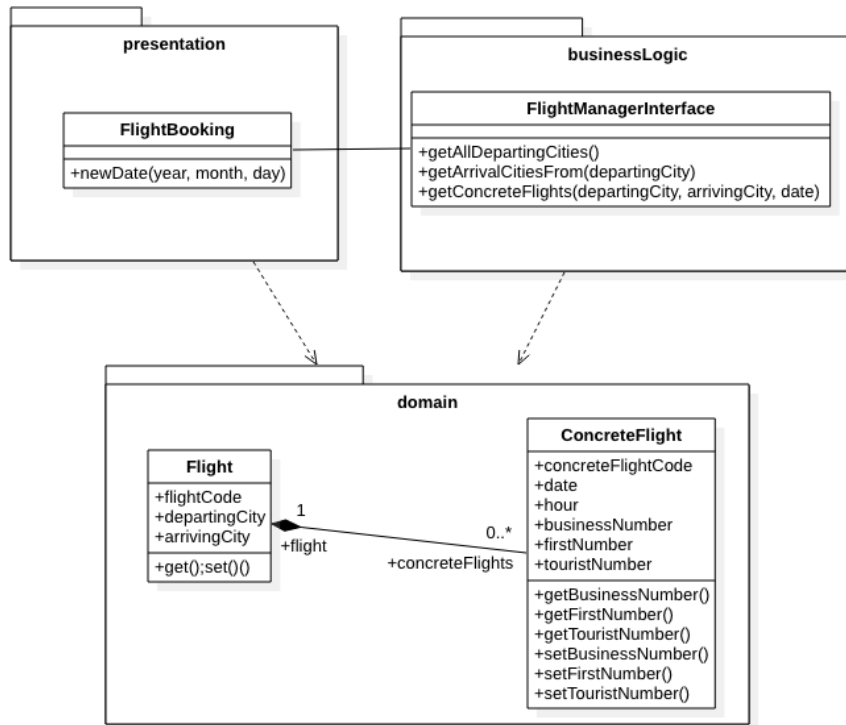 presentation
FlightBooking
+newDate(year, month, day)
businessLogic
FlightManagerInterface
+getAllDepartingCities()
+getArrivalCitiesFrom(departingCity)
+getConcreteFlights(departingCity, arrivingCity, date)
domain
Flight
+flightCode
+departingCity
+arrivingCity
+get();set()()
1
+flight
0..*
+concreteFlights
ConcreteFlight
+concreteFlightCode
+date
+hour
+businessNumber
+firstNumber
+touristNumber
+getBusinessNumber()
+getFirstNumber()
+getTouristNumber()
+setBusinessNumber()
+setFirstNumber()
+setTouristNumber()